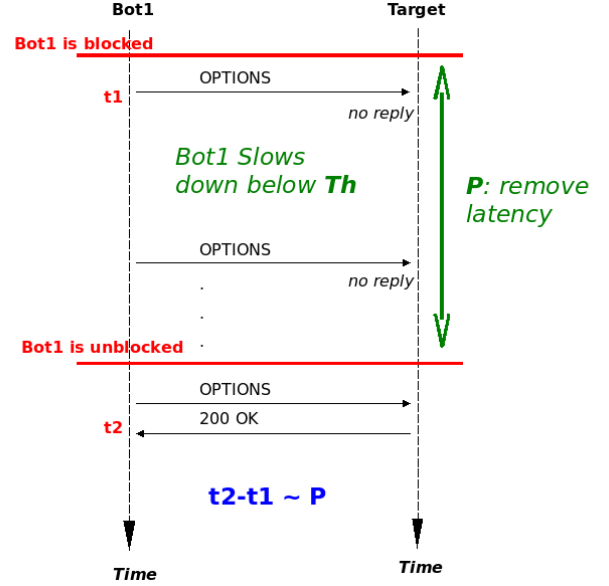 Bot1
Target
Bot1 is blocked
OPTIONS
t1
no reply
Bot1 Slows
down below Th
P: remove
latency
OPTIONS
no reply
.
.
.
Bot1 is unblocked
OPTIONS
200 OK
t2
t2-t1 ~ P
Time
Time